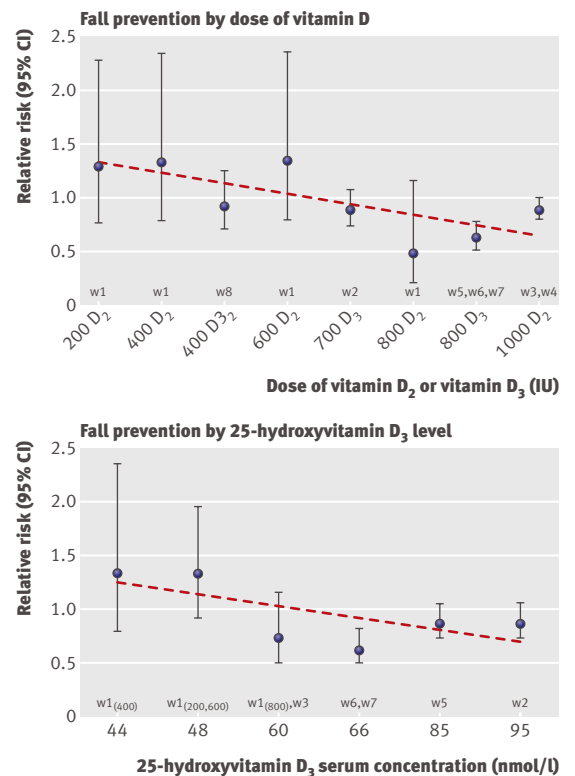 Fall prevention by dose of vitamin D
Relative risk (95% CI)
2.5
2.0
1.5
1.0
0.5
0
w1 w1 w8 w1 w2 w1 w5,w6,w7 w3,w4
200 D₂ 400 D₂ 400 D3₂ 600 D₂ 700 D₃ 800 D₂ 800 D₃ 1000 D₂
Dose of vitamin D₂ or vitamin D₃ (IU)
Fall prevention by 25-hydroxyvitamin D₃ level
Relative risk (95% CI)
2.5
2.0
1.5
1.0
0.5
0
w1(400) w1(200,600) w1(800),w3 w6,w7 w5 w2
44 48 60 66 85 95
25-hydroxyvitamin D₃ serum concentration (nmol/l)